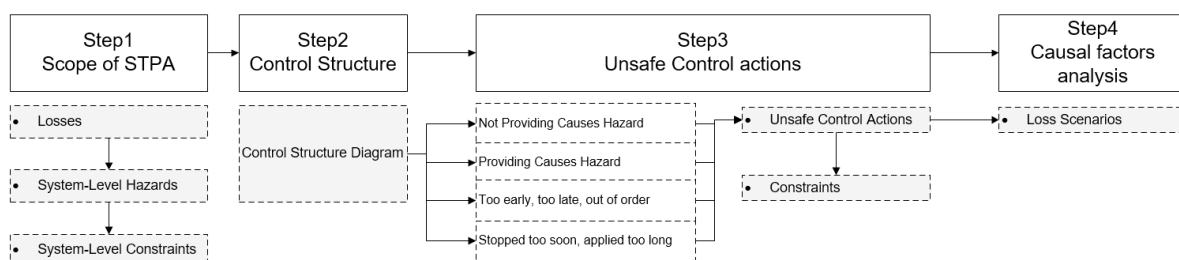 Step1
Scope of STPA
Step2
Control Structure
Step3
Unsafe Control actions
Step4
Causal factors
analysis
• Losses
• System-Level Hazards
• System-Level Constraints
Control Structure Diagram
Not Providing Causes Hazard
Providing Causes Hazard
Too early, too late, out of order
Stopped too soon, applied too long
• Unsafe Control Actions
• Constraints
• Loss Scenarios